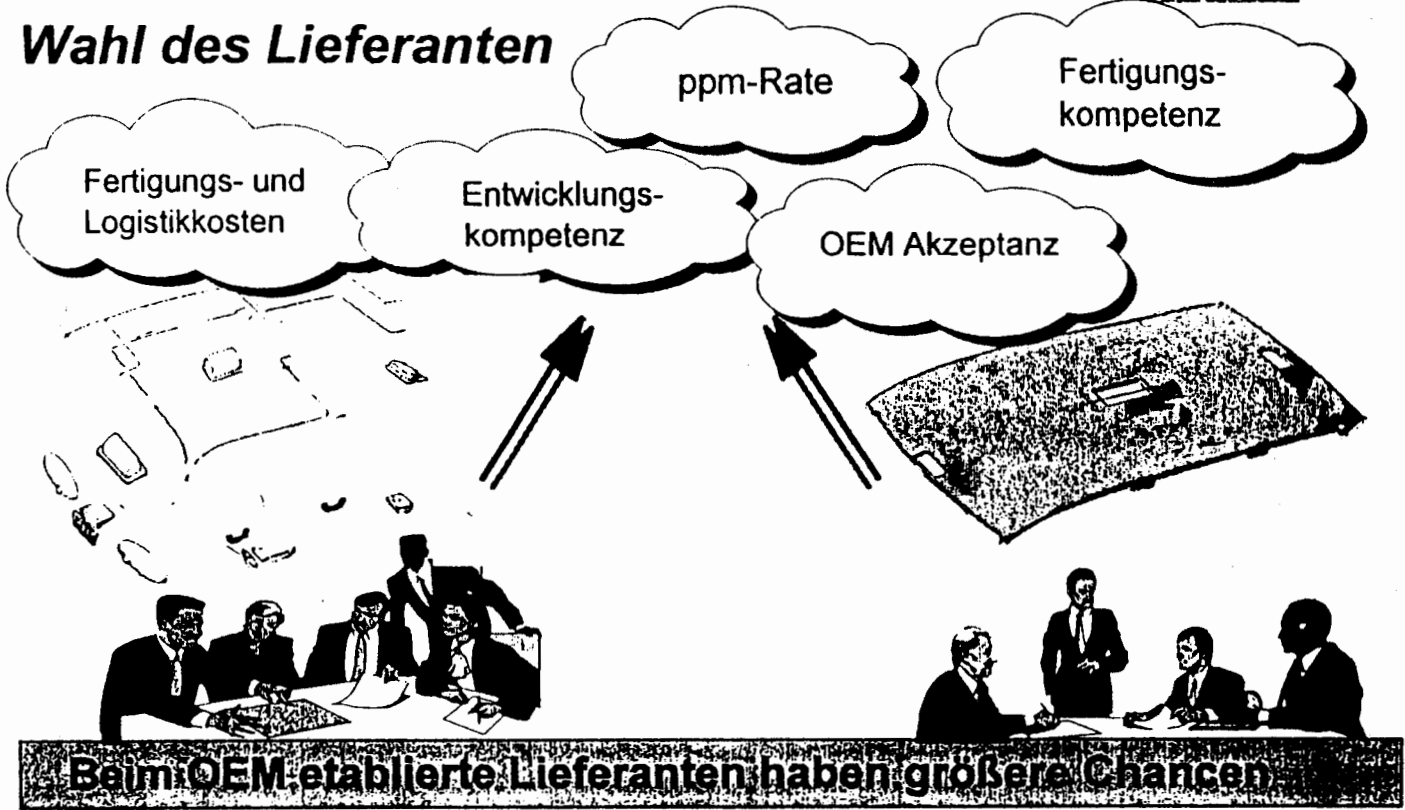 Wahl des Lieferanten
ppm-Rate
Fertigungs-
kompetenz
Fertigungs- und
Logistikkosten
Entwicklungs-
kompetenz
OEM Akzeptanz
Beim OEM etablierte Lieferanten haben größere Chancen